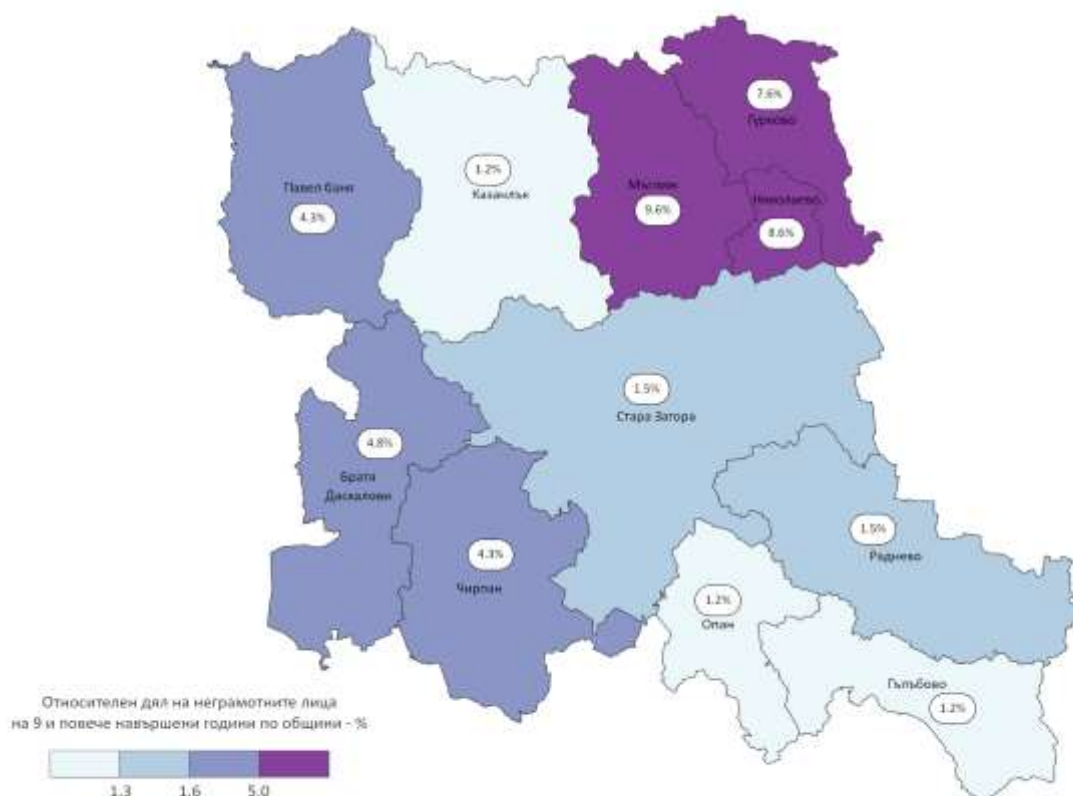 7.6%
Гурково
1.2%
Казанлък
Мъглиж
9.6%
Николаево
8.6%
Павел баня
4.3%
1.5%
Стара Загора
4.8%
Братя
Даскалови
4.3%
Чирпан
1.5%
Раднево
1.2%
Опан
Гълъбово
1.2%
Относителен дял на неграмотните лица
на 9 и повече навършени години по общини - %
1.3 1.6 5.0